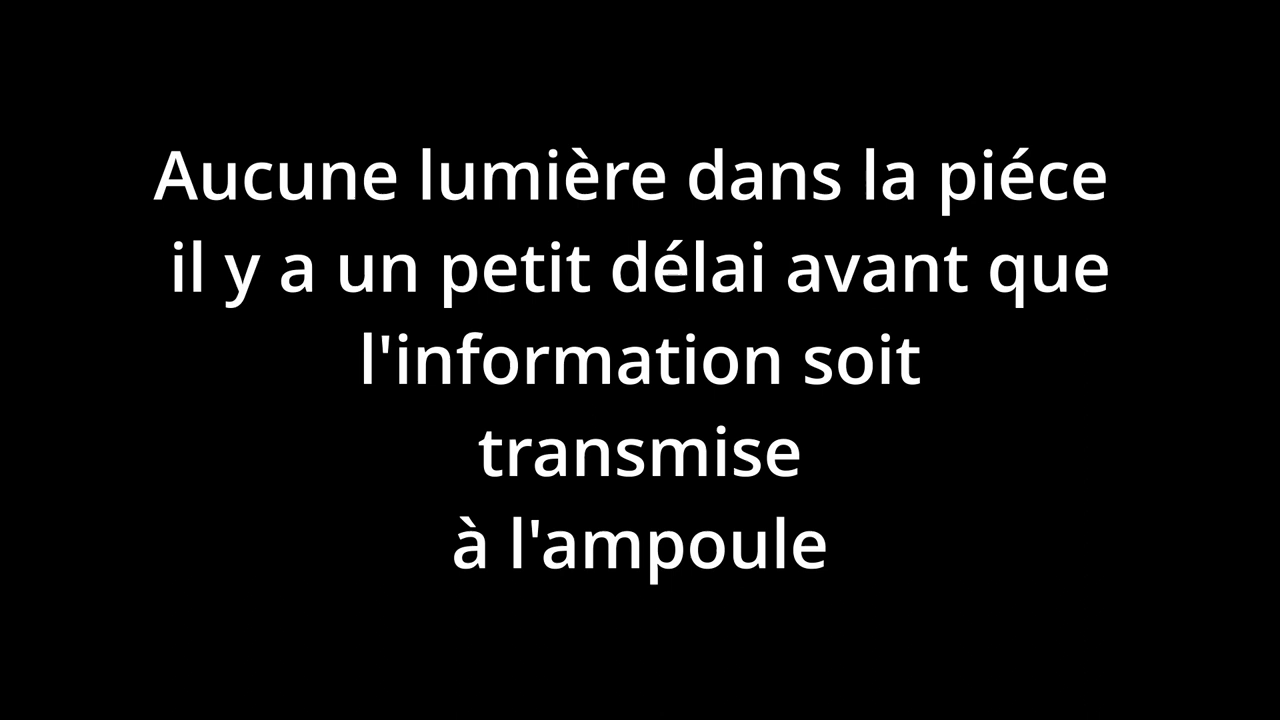 Aucune lumière dans la piéce
il y a un petit délai avant que
l'information soit
transmise
à l'ampoule